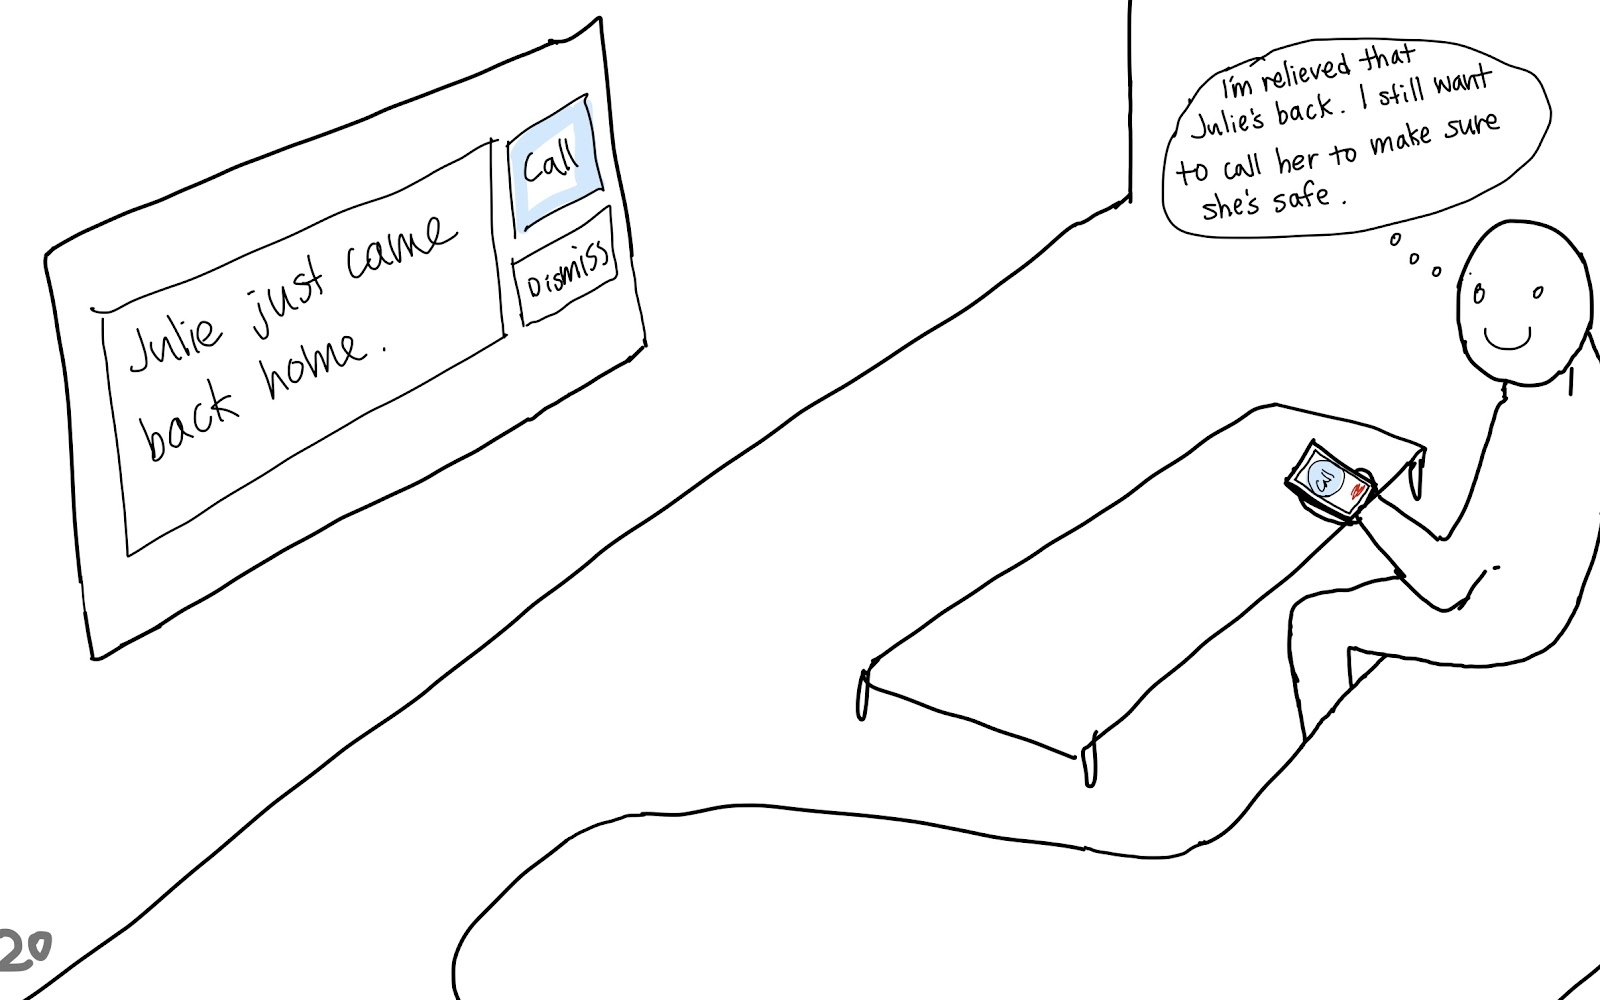 Julie just came
back home.
Call
Dismiss
I'm relieved that
Julie's back. I still want
to call her to make sure
she's safe.
Call
20